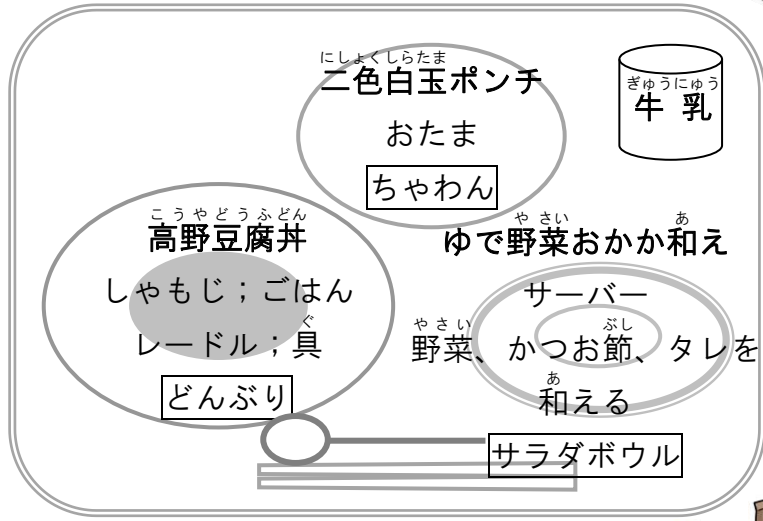 にしょくしらたま
二色白玉ポンチ
おたま
ちゃわん
ぎゅうにゅう
牛乳
こうやどうふどん
高野豆腐丼
しゃもじ；ごはん
ぐ
レードル；具
どんぶり
や さい あ
ゆで野菜おかか和え
サーバー
やさい ぶし
野菜、かつお節、タレを
あ
和える
サラダボウル